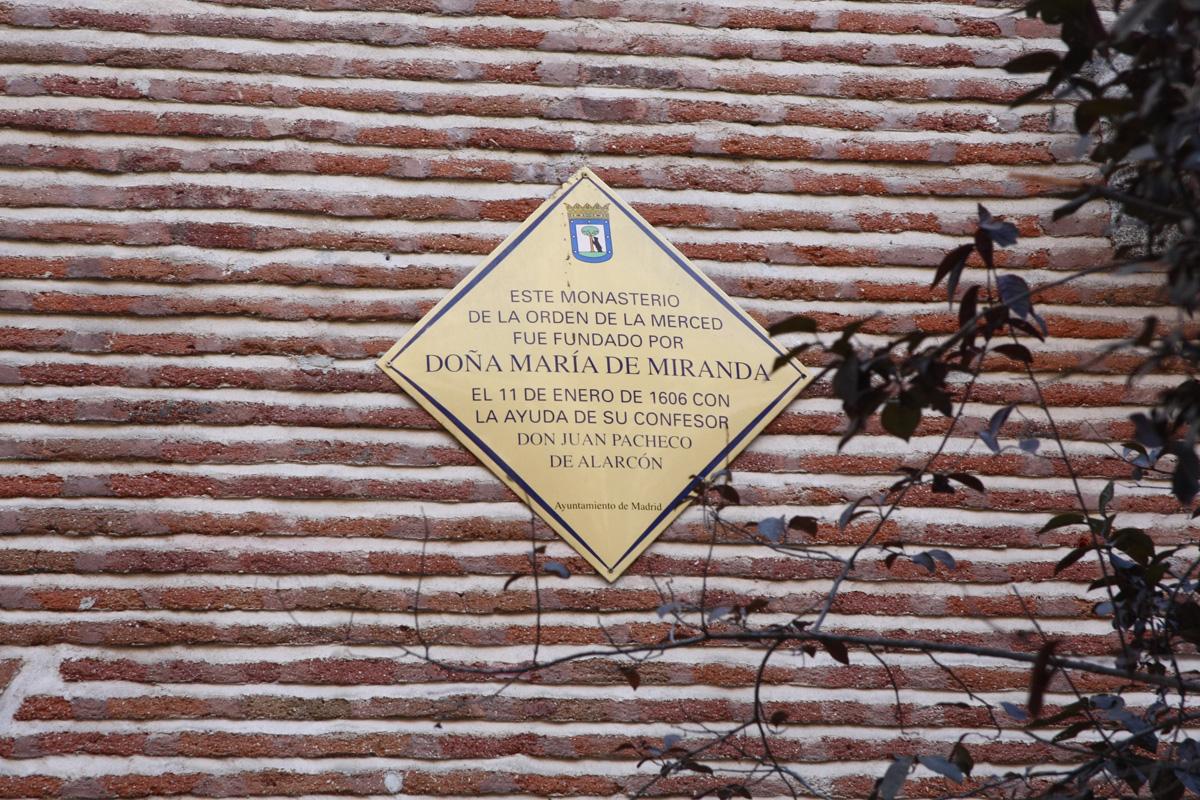 ESTE MONASTERIO
DE LA ORDEN DE LA MERCED
FUE FUNDADO POR
DOÑA MARÍA DE MIRANDA
EL 11 DE ENERO DE 1606 CON
LA AYUDA DE SU CONFESOR
DON JUAN PACHECO
DE ALARCÓN
Ayuntamiento de Madrid